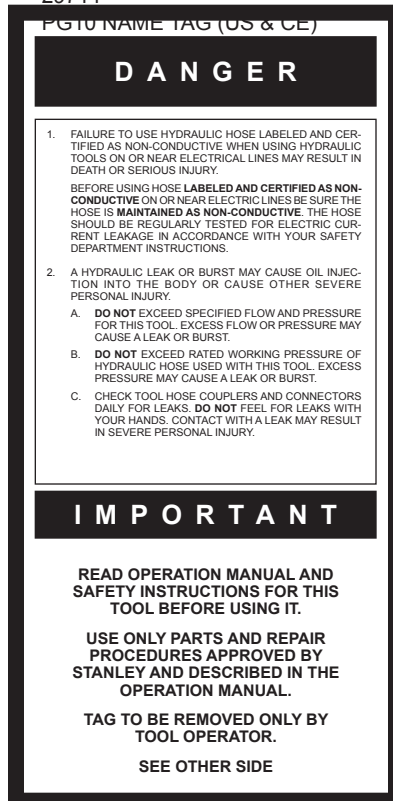 PG10 NAME TAG (US & CE)
D A N G E R
1. FAILURE TO USE HYDRAULIC HOSE LABELED AND CER-
TIFIED AS NON-CONDUCTIVE WHEN USING HYDRAULIC
TOOLS ON OR NEAR ELECTRICAL LINES MAY RESULT IN
DEATH OR SERIOUS INJURY.
BEFORE USING HOSE LABELED AND CERTIFIED AS NON-
CONDUCTIVE ON OR NEAR ELECTRIC LINES BE SURE THE
HOSE IS MAINTAINED AS NON-CONDUCTIVE. THE HOSE
SHOULD BE REGULARLY TESTED FOR ELECTRIC CUR-
RENT LEAKAGE IN ACCORDANCE WITH YOUR SAFETY
DEPARTMENT INSTRUCTIONS.
2. A HYDRAULIC LEAK OR BURST MAY CAUSE OIL INJEC-
TION INTO THE BODY OR CAUSE OTHER SEVERE
PERSONAL INJURY.
A. DO NOT EXCEED SPECIFIED FLOW AND PRESSURE
FOR THIS TOOL. EXCESS FLOW OR PRESSURE MAY
CAUSE A LEAK OR BURST.
B. DO NOT EXCEED RATED WORKING PRESSURE OF
HYDRAULIC HOSE USED WITH THIS TOOL. EXCESS
PRESSURE MAY CAUSE A LEAK OR BURST.
C. CHECK TOOL HOSE COUPLERS AND CONNECTORS
DAILY FOR LEAKS. DO NOT FEEL FOR LEAKS WITH
YOUR HANDS. CONTACT WITH A LEAK MAY RESULT
IN SEVERE PERSONAL INJURY.
I M P O R T A N T
READ OPERATION MANUAL AND
SAFETY INSTRUCTIONS FOR THIS
TOOL BEFORE USING IT.
USE ONLY PARTS AND REPAIR
PROCEDURES APPROVED BY
STANLEY AND DESCRIBED IN THE
OPERATION MANUAL.
TAG TO BE REMOVED ONLY BY
TOOL OPERATOR.
SEE OTHER SIDE